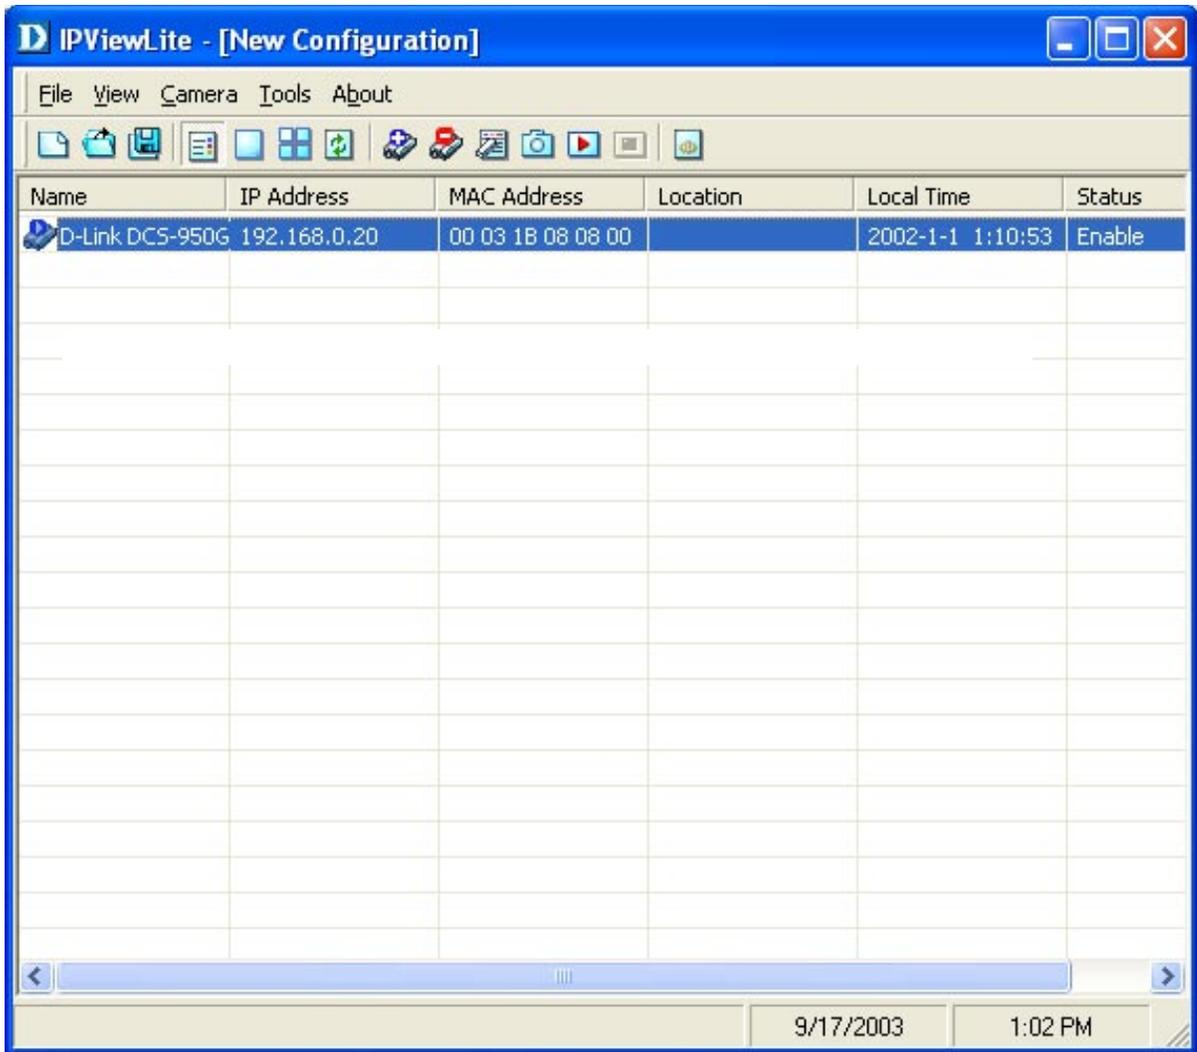 D IPViewLite - [New Configuration]
File View Camera Tools About
Name IP Address MAC Address Location Local Time Status
D-Link DCS-950G 192.168.0.20 00 03 1B 08 08 00 2002-1-1 1:10:53 Enable
9/17/2003 1:02 PM